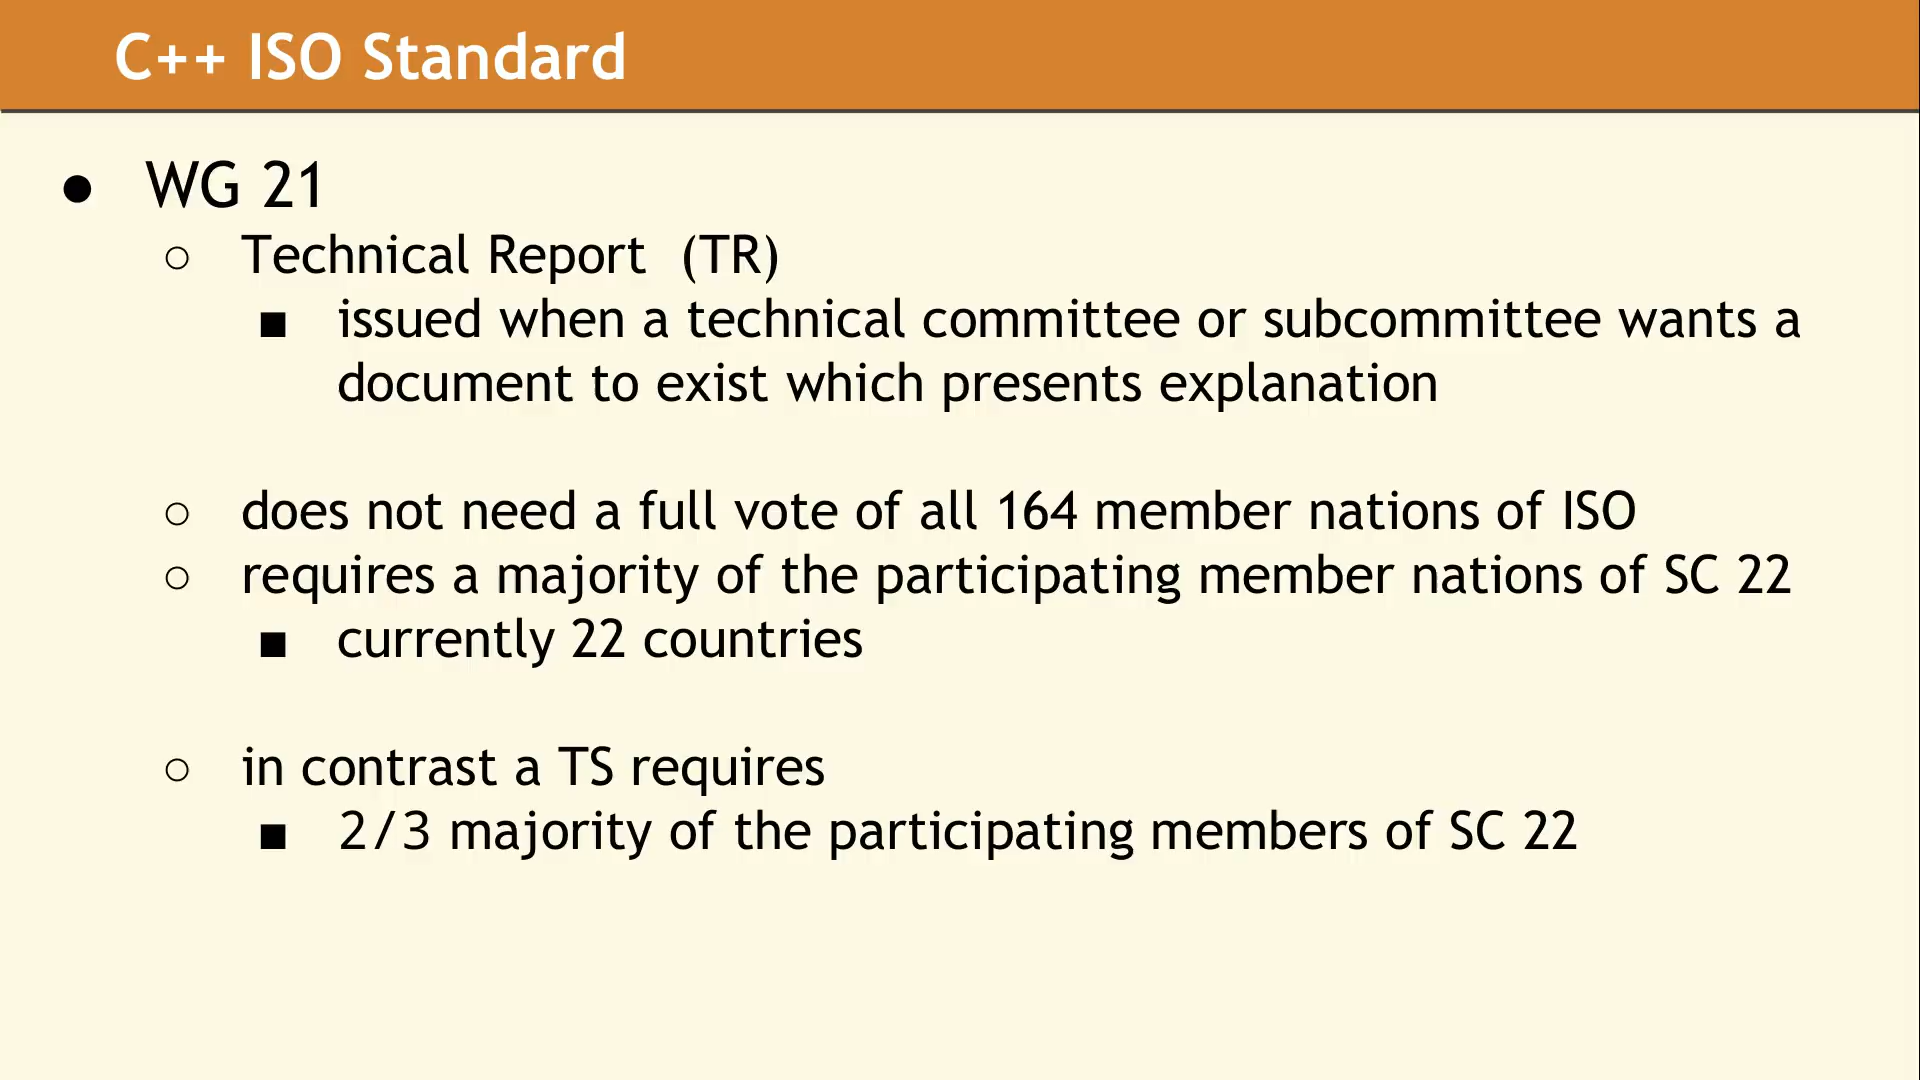 C++ ISO Standard
● WG 21
○ Technical Report (TR)
■ issued when a technical committee or subcommittee wants a
document to exist which presents explanation
○ does not need a full vote of all 164 member nations of ISO
○ requires a majority of the participating member nations of SC 22
■ currently 22 countries
○ in contrast a TS requires
■ 2/3 majority of the participating members of SC 22